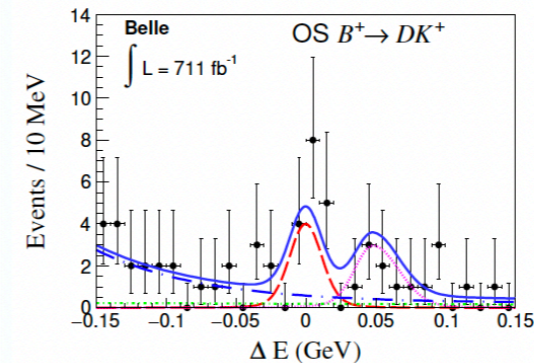 14
12
10
8
6
4
2
0
Events / 10 MeV
Belle
∫ L = 711 fb⁻¹
OS B⁺→ DK⁺
−0.15 −0.1 −0.05 0 0.05 0.1 0.15
Δ E (GeV)